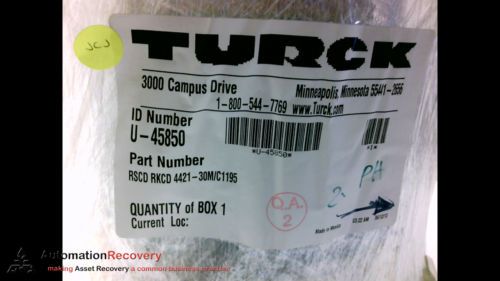 JCJ
TURCK
3000 Campus Drive
Minneapolis, Minnesota 55441-2656
1-800-544-7769 www.Turck.com
ID Number
U-45850
*U-45850*
*1*
Part Number
RSCD RKCD 4421-30M/C1195
QUANTITY of BOX 1
Current Loc:
Q.A.
2
PH
Made in Mexico
AutomationRecovery
making Asset Recovery a common business practice